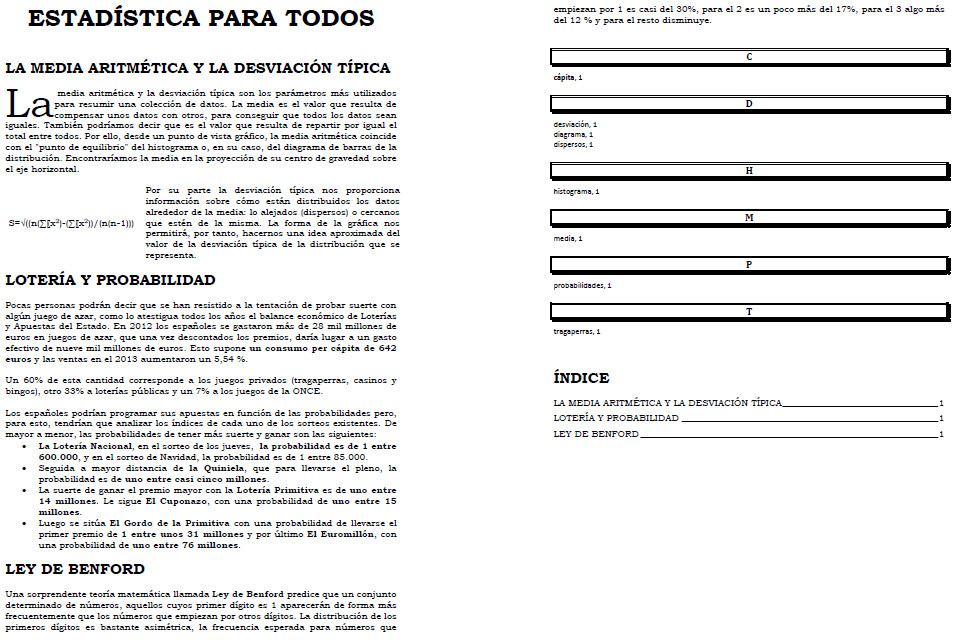 ESTADÍSTICA PARA TODOS
LA MEDIA ARITMÉTICA Y LA DESVIACIÓN TÍPICA
La media aritmética y la desviación típica son los parámetros más utilizados
para resumir una colección de datos. La media es el valor que resulta de
compensar unos datos con otros, para conseguir que todos los datos sean
iguales. También podríamos decir que es el valor que resulta de repartir por igual el
total entre todos. Por ello, desde un punto de vista gráfico, la media aritmética coincide
con el "punto de equilibrio" del histograma o, en su caso, del diagrama de barras de la
distribución. Encontraríamos la media en la proyección de su centro de gravedad sobre
el eje horizontal.
S=√((n(∑[x²)-(∑[x²))/(n(n-1)))
Por su parte la desviación típica nos proporciona
información sobre cómo están distribuidos los datos
alrededor de la media: lo alejados (dispersos) o cercanos
que estén de la misma. La forma de la gráfica nos
permitirá, por tanto, hacernos una idea aproximada del
valor de la desviación típica de la distribución que se
representa.
LOTERÍA Y PROBABILIDAD
Pocas personas podrán decir que se han resistido a la tentación de probar suerte con
algún juego de azar, como lo atestigua todos los años el balance económico de Loterías
y Apuestas del Estado. En 2012 los españoles se gastaron más de 28 mil millones de
euros en juegos de azar, que una vez descontados los premios, daría lugar a un gasto
efectivo de nueve mil millones de euros. Esto supone un consumo per cápita de 642
euros y las ventas en el 2013 aumentaron un 5,54 %.
Un 60% de esta cantidad corresponde a los juegos privados (tragaperras, casinos y
bingos), otro 33% a loterías públicas y un 7% a los juegos de la ONCE.
Los españoles podrían programar sus apuestas en función de las probabilidades pero,
para esto, tendrían que analizar los índices de cada uno de los sorteos existentes. De
mayor a menor, las probabilidades de tener más suerte y ganar son las siguientes:
• La Lotería Nacional, en el sorteo de los jueves, la probabilidad es de 1 entre
600.000, y en el sorteo de Navidad, la probabilidad es de 1 entre 85.000.
• Seguida a mayor distancia de la Quiniela, que para llevarse el pleno, la
probabilidad es de uno entre casi cinco millones.
• La suerte de ganar el premio mayor con la Lotería Primitiva es de uno entre
14 millones. Le sigue El Cuponazo, con una probabilidad de uno entre 15
millones.
• Luego se sitúa El Gordo de la Primitiva con una probabilidad de llevarse el
primer premio de 1 entre unos 31 millones y por último El Euromillón, con
una probabilidad de uno entre 76 millones.
LEY DE BENFORD
Una sorprendente teoría matemática llamada Ley de Benford predice que un conjunto
determinado de números, aquellos cuyos primer dígito es 1 aparecerán de forma más
frecuentemente que los números que empiezan por otros dígitos. La distribución de los
primeros dígitos es bastante asimétrica, la frecuencia esperada para números que
empiezan por 1 es casi del 30%, para el 2 es un poco más del 17%, para el 3 algo más
del 12 % y para el resto disminuye.
C
cápita, 1
D
desviación, 1
diagrama, 1
dispersos, 1
H
histograma, 1
M
media, 1
P
probabilidades, 1
T
tragaperras, 1
ÍNDICE
LA MEDIA ARITMÉTICA Y LA DESVIACIÓN TÍPICA 1
LOTERÍA Y PROBABILIDAD 1
LEY DE BENFORD 1